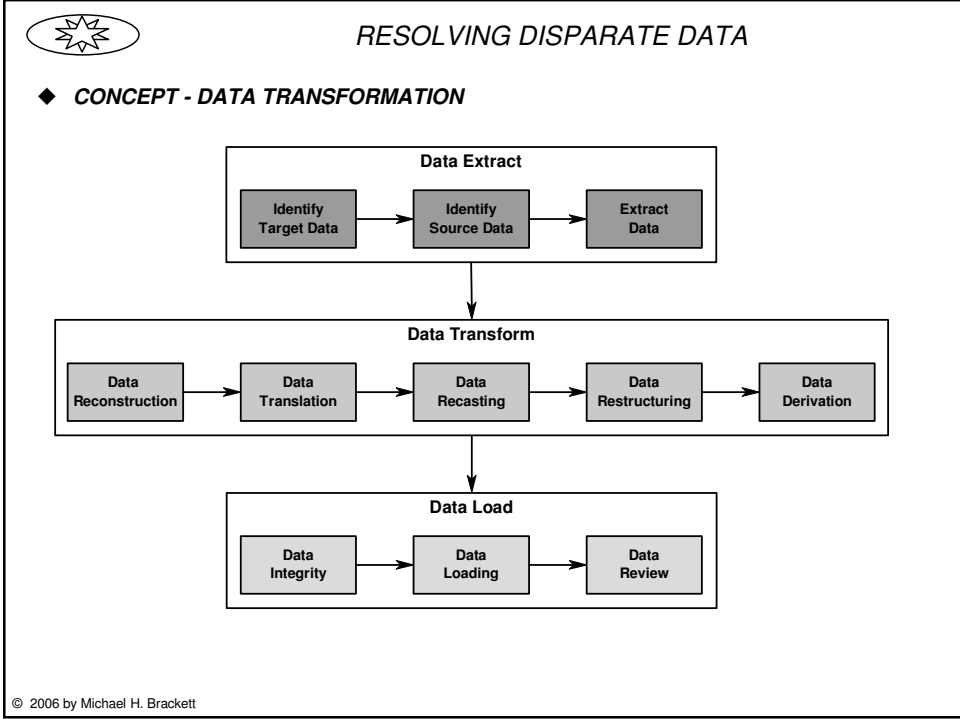 RESOLVING DISPARATE DATA
◆ CONCEPT - DATA TRANSFORMATION
Data Extract
Identify
Target Data
Identify
Source Data
Extract
Data
Data Transform
Data
Reconstruction
Data
Translation
Data
Recasting
Data
Restructuring
Data
Derivation
Data Load
Data
Integrity
Data
Loading
Data
Review
© 2006 by Michael H. Brackett